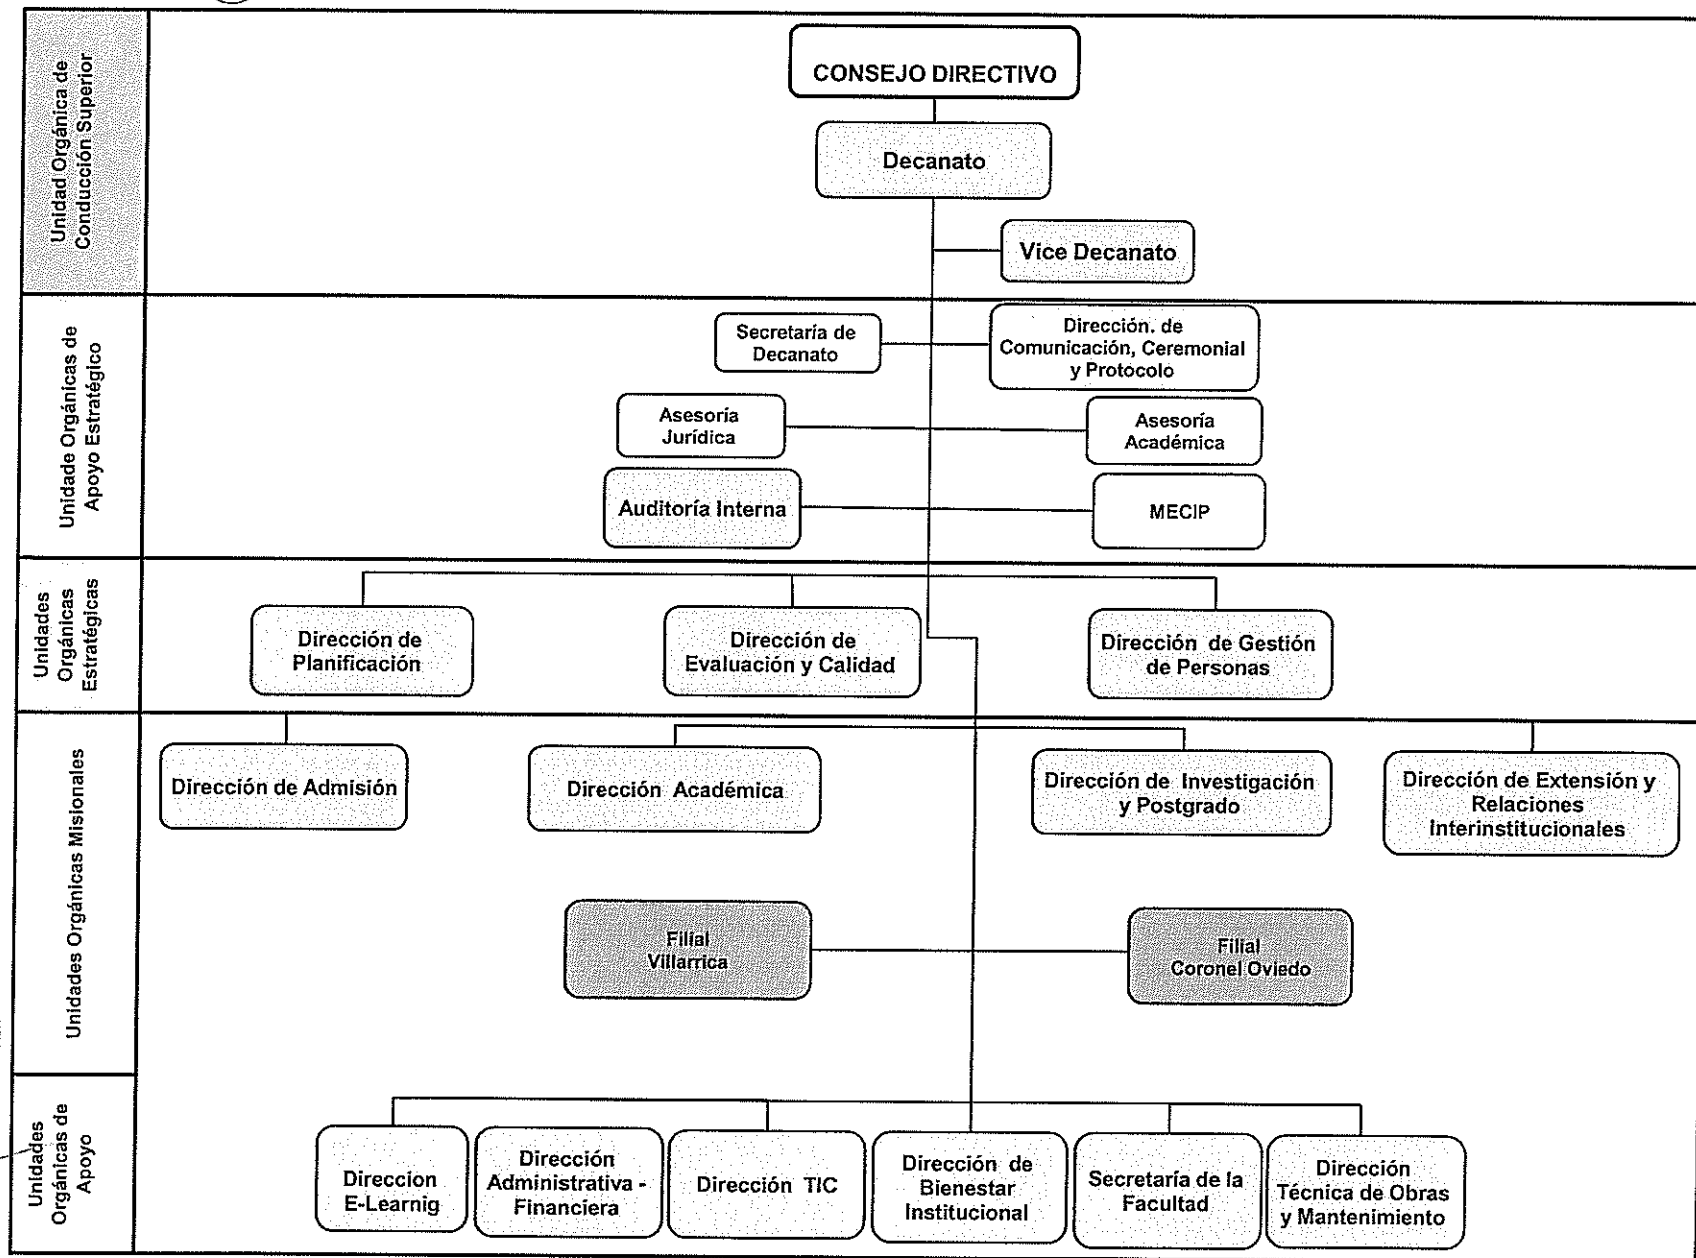 Unidad Orgánica de
Conducción Superior
CONSEJO DIRECTIVO
Decanato
Vice Decanato
Unidade Orgánicas de
Apoyo Estratégico
Secretaría de
Decanato
Dirección. de
Comunicación, Ceremonial
y Protocolo
Asesoría
Jurídica
Asesoría
Académica
Auditoría Interna
MECIP
Unidades
Orgánicas
Estratégicas
Dirección de
Planificación
Dirección de
Evaluación y Calidad
Dirección de Gestión
de Personas
Unidades Orgánicas Misionales
Dirección de Admisión
Dirección Académica
Dirección de Investigación
y Postgrado
Dirección de Extensión y
Relaciones
Interinstitucionales
Filial
Villarrica
Filial
Coronel Oviedo
Unidades
Orgánicas de
Apoyo
Direccion
E-Learnig
Dirección
Administrativa -
Financiera
Dirección TIC
Dirección de
Bienestar
Institucional
Secretaría de la
Facultad
Dirección
Técnica de Obras
y Mantenimiento